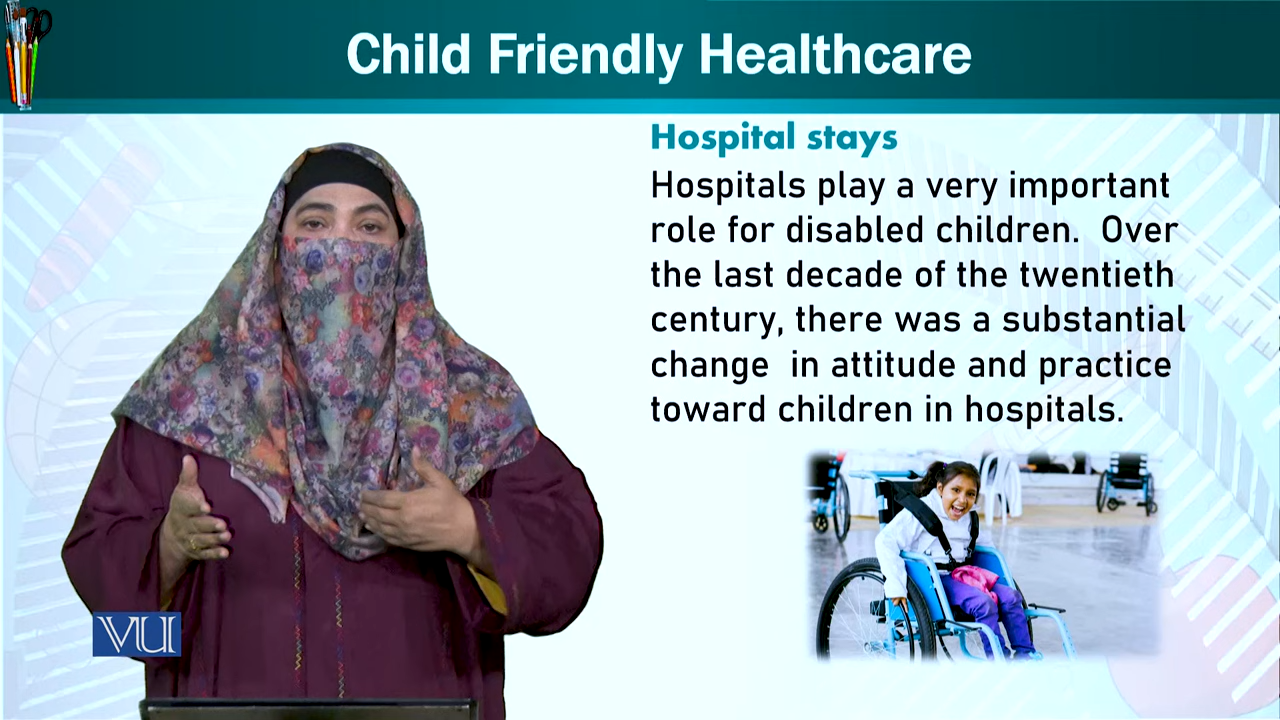 Child Friendly Healthcare
Hospital stays
Hospitals play a very important
role for disabled children.  Over
the last decade of the twentieth
century, there was a substantial
change  in attitude and practice
toward children in hospitals.
VU